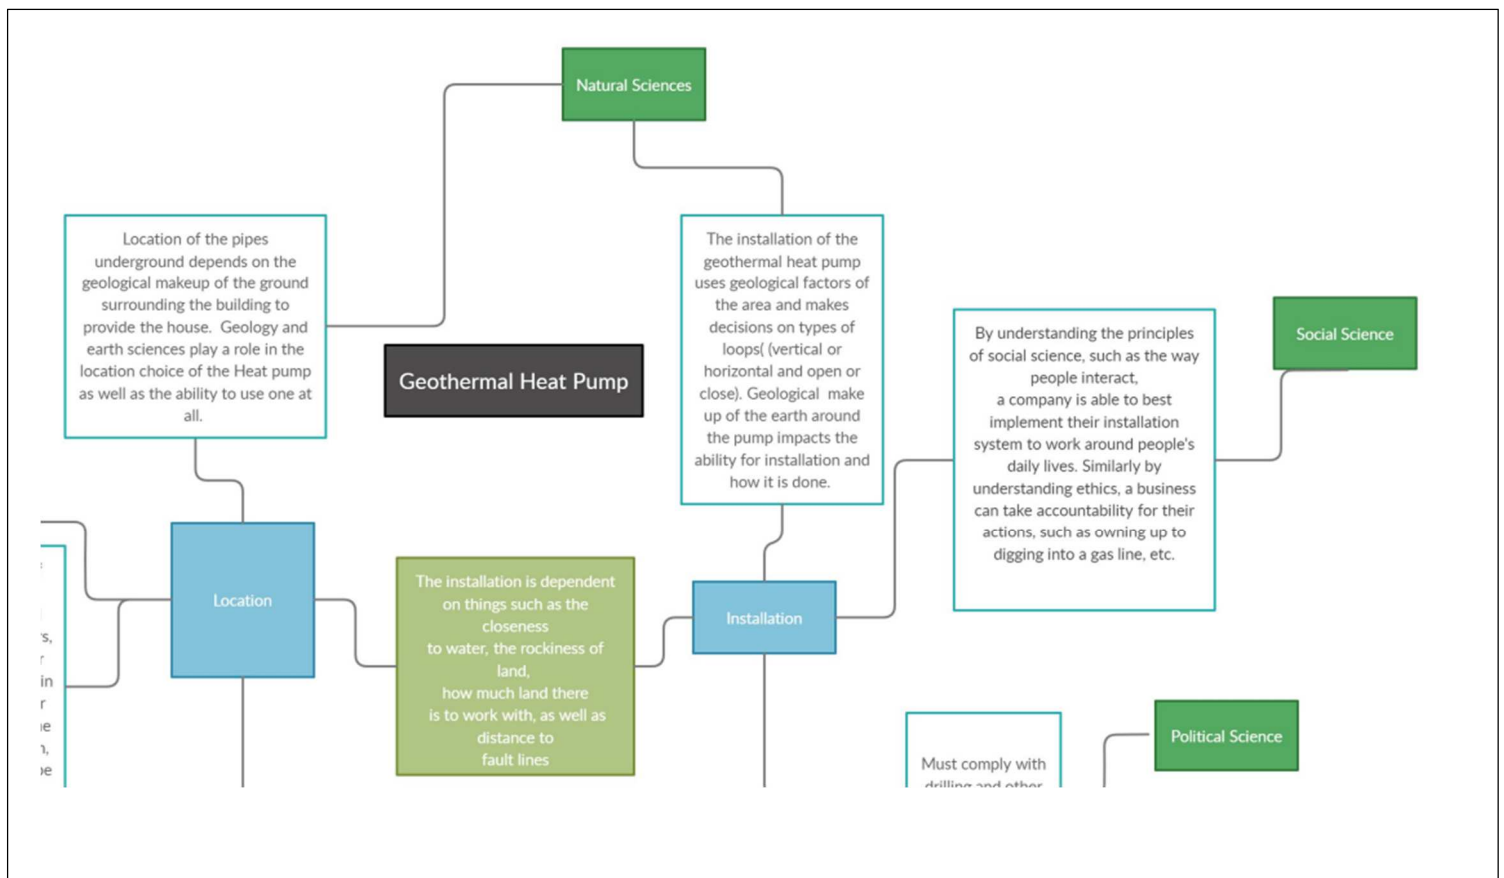 Natural Sciences
Location of the pipes
underground depends on the
geological makeup of the ground
surrounding the building to
provide the house.  Geology and
earth sciences play a role in the
location choice of the Heat pump
as well as the ability to use one at
all.
Geothermal Heat Pump
The installation of the
geothermal heat pump
uses geological factors of
the area and makes
decisions on types of
loops( (vertical or
horizontal and open or
close). Geological  make
up of the earth around
the pump impacts the
ability for installation and
how it is done.
By understanding the principles
of social science, such as the way
people interact,
a company is able to best
implement their installation
system to work around people's
daily lives. Similarly by
understanding ethics, a business
can take accountability for their
actions, such as owning up to
digging into a gas line, etc.
Social Science
Location
The installation is dependent
on things such as the
closeness
to water, the rockiness of
land,
how much land there
is to work with, as well as
distance to
fault lines
Installation
Political Science
Must comply with
drilling and other